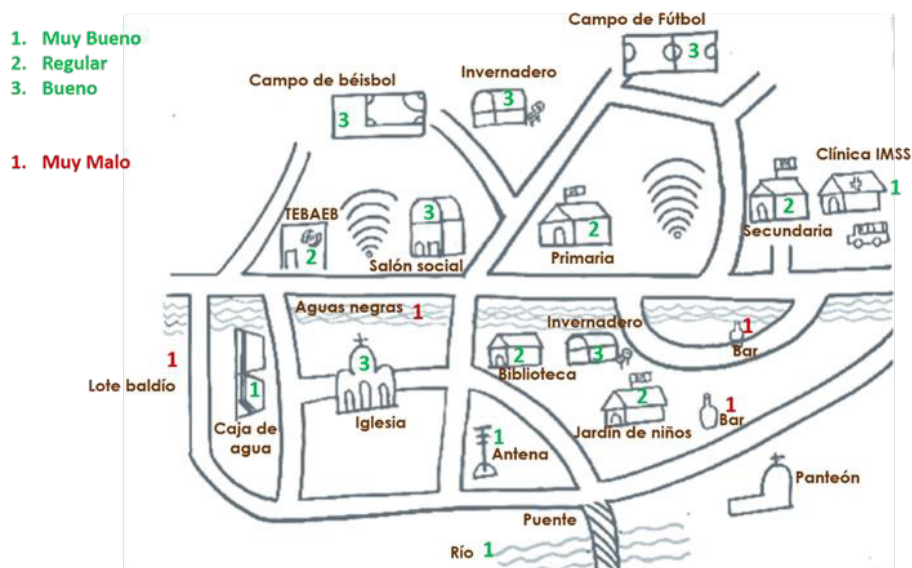 Campo de Fútbol
3
1. Muy Bueno
2. Regular
3. Bueno
Campo de béisbol
3
Invernadero
3
1. Muy Malo
Clínica IMSS
1
TEBAEB
2
3
Salón social
2
Primaria
2
Secundaria
Aguas negras 1
1
Bar
Invernadero
3
2
Biblioteca
1
Lote baldío
1
Caja de
agua
3
Iglesia
2
Jardín de niños
1
Bar
1
Antena
Panteón
Puente
Río 1